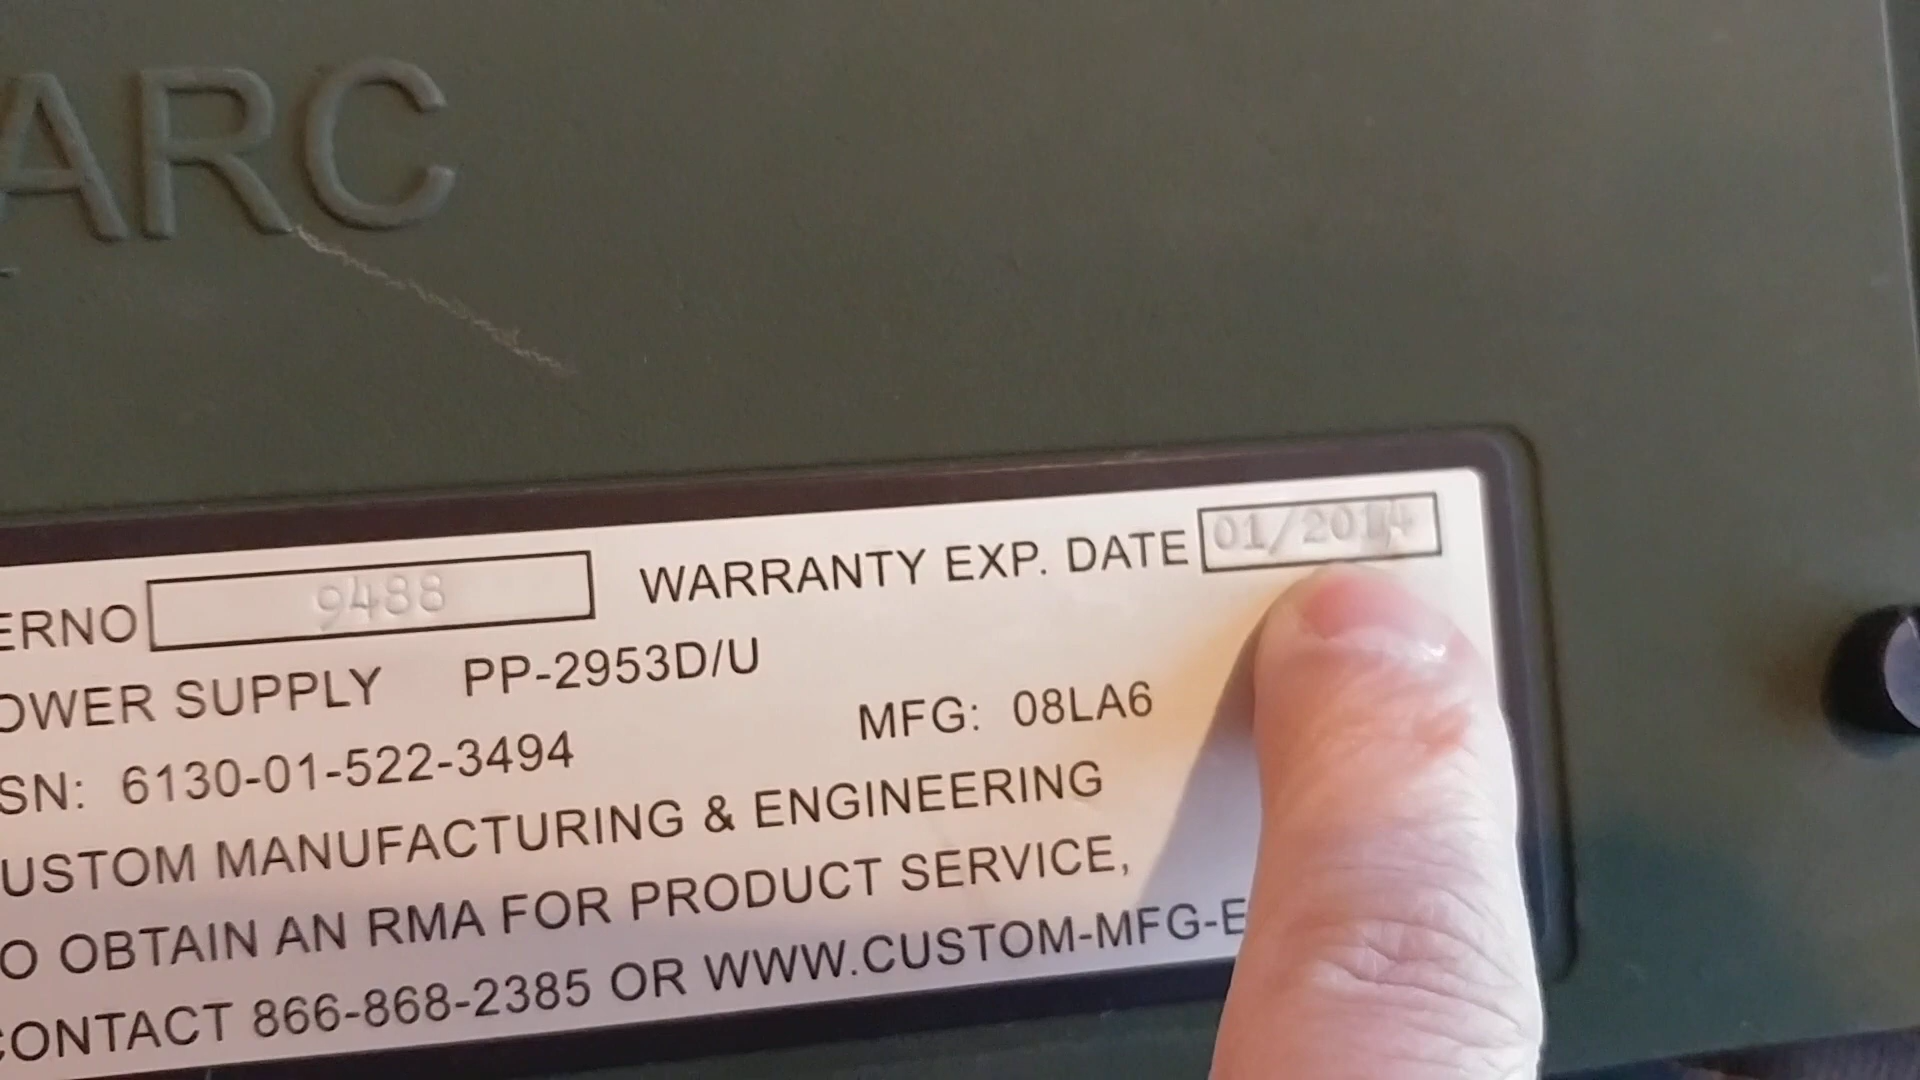 ARC
ERNO 9488 WARRANTY EXP. DATE 01/2014
OWER SUPPLY PP-2953D/U
SN: 6130-01-522-3494 MFG: 08LA6
USTOM MANUFACTURING & ENGINEERING
O OBTAIN AN RMA FOR PRODUCT SERVICE,
CONTACT 866-868-2385 OR WWW.CUSTOM-MFG-E